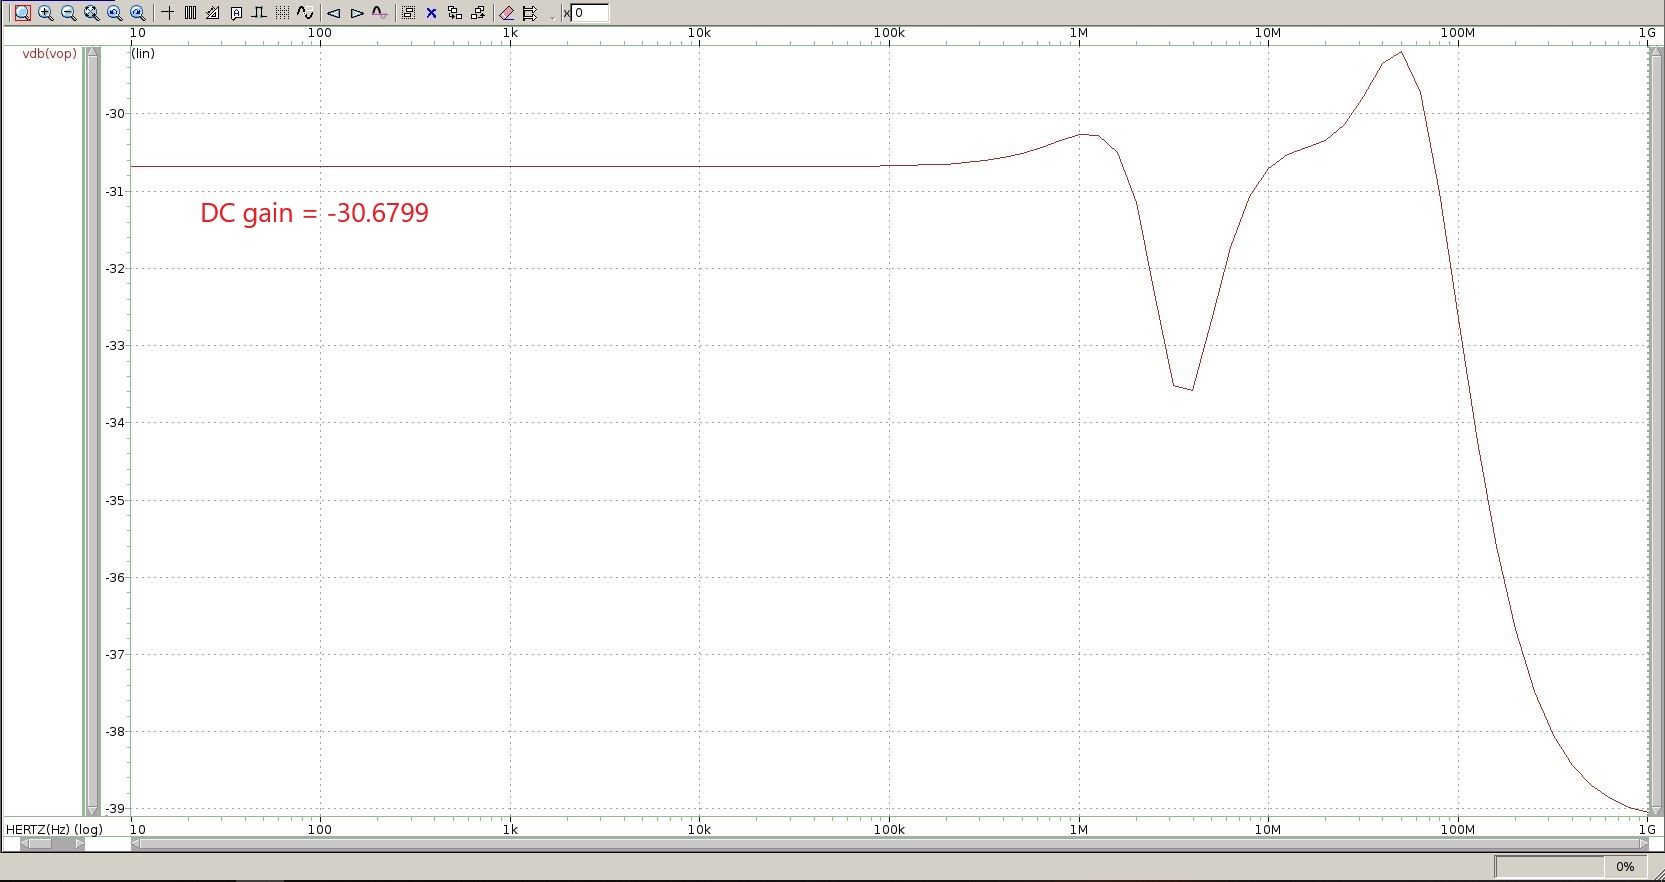 x 0
10 100 1k 10k 100k 1M 10M 100M 1G
vdb(vop) (lin)
-30
-31
DC gain = -30.6799
-32
-33
-34
-35
-36
-37
-38
-39
HERTZ(Hz) (log) 10 100 1k 10k 100k 1M 10M 100M 1G
0%